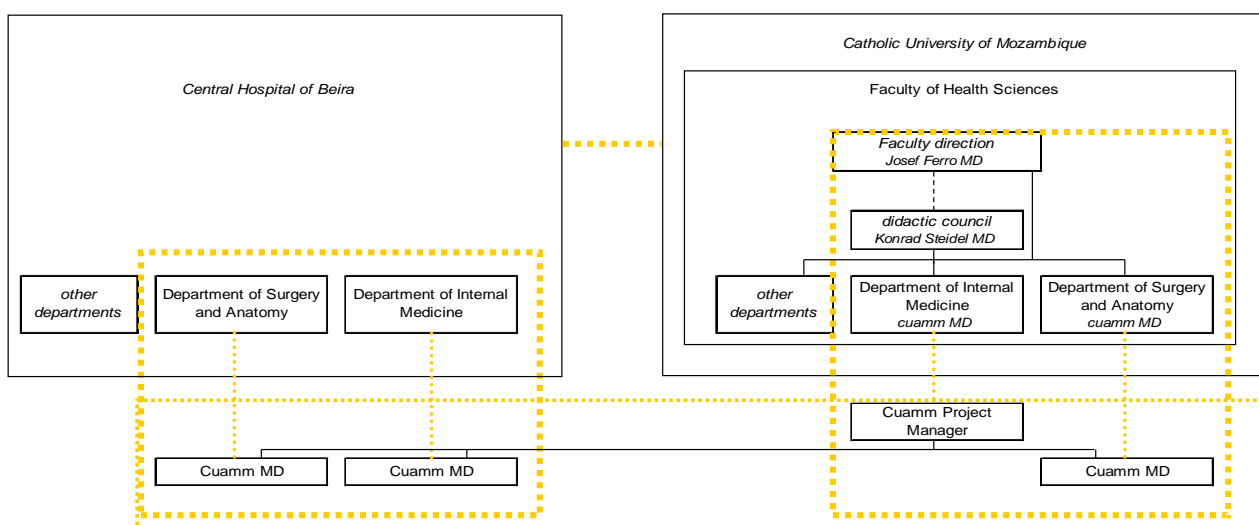 Central Hospital of Beira
other
departments
Department of Surgery
and Anatomy
Department of Internal
Medicine
Catholic University of Mozambique
Faculty of Health Sciences
Faculty direction
Josef Ferro MD
didactic council
Konrad Steidel MD
other
departments
Department of Internal
Medicine
cuamm MD
Department of Surgery
and Anatomy
cuamm MD
Cuamm Project
Manager
Cuamm MD
Cuamm MD
Cuamm MD